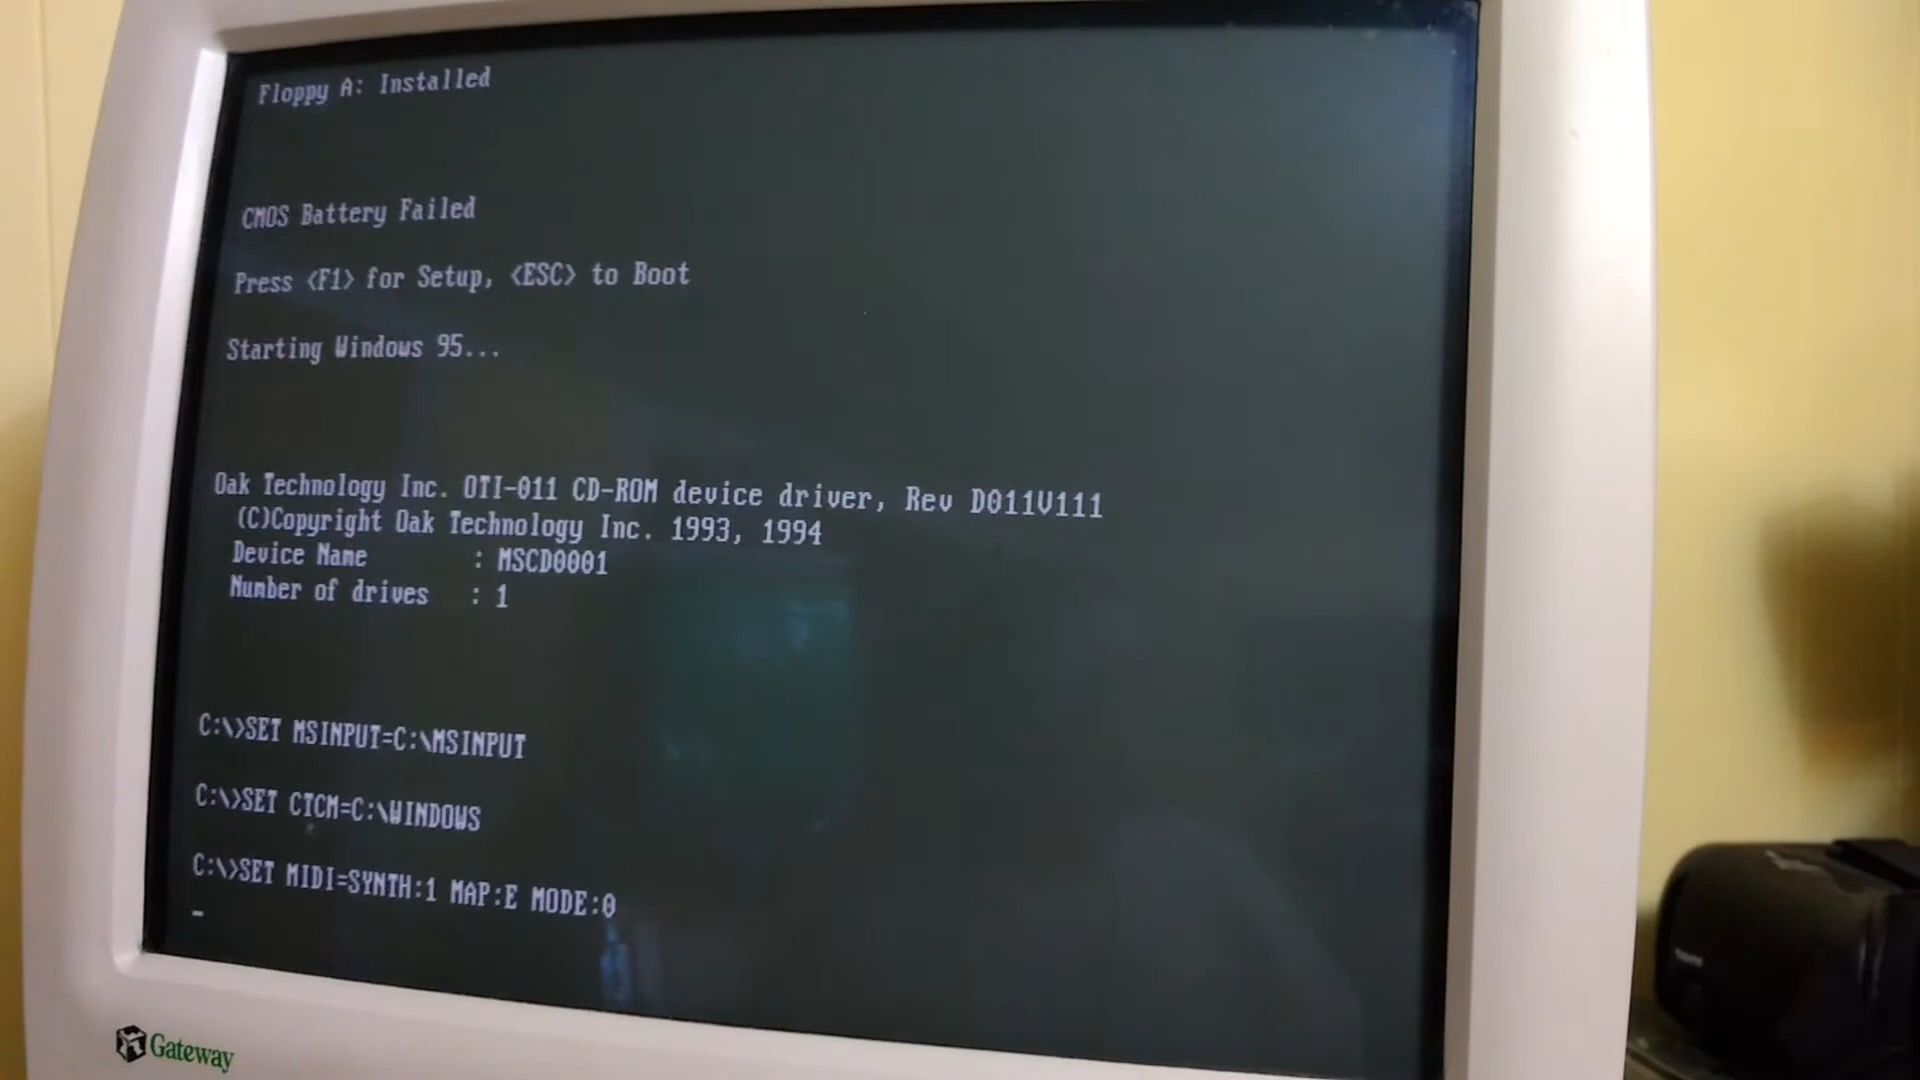 Floppy A: Installed
CMOS Battery Failed
Press <F1> for Setup, <ESC> to Boot
Starting Windows 95...
Oak Technology Inc. OTI-011 CD-ROM device driver, Rev D011V111
(C)Copyright Oak Technology Inc. 1993, 1994
Device Name : MSCD0001
Number of drives : 1
C:\>SET MSINPUT=C:\MSINPUT
C:\>SET CTCM=C:\WINDOWS
C:\>SET MIDI=SYNTH:1 MAP:E MODE:0
Gateway